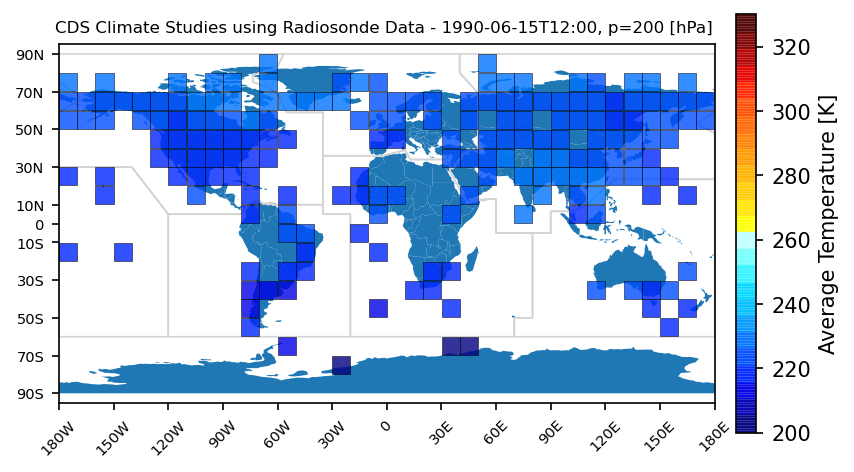 CDS Climate Studies using Radiosonde Data - 1990-06-15T12:00, p=200 [hPa]
90N
70N
50N
30N
10N
0
10S
30S
50S
70S
90S
180W
150W
120W
90W
60W
30W
0
30E
60E
90E
120E
150E
180E
320
300
280
260
240
220
200
Average Temperature [K]